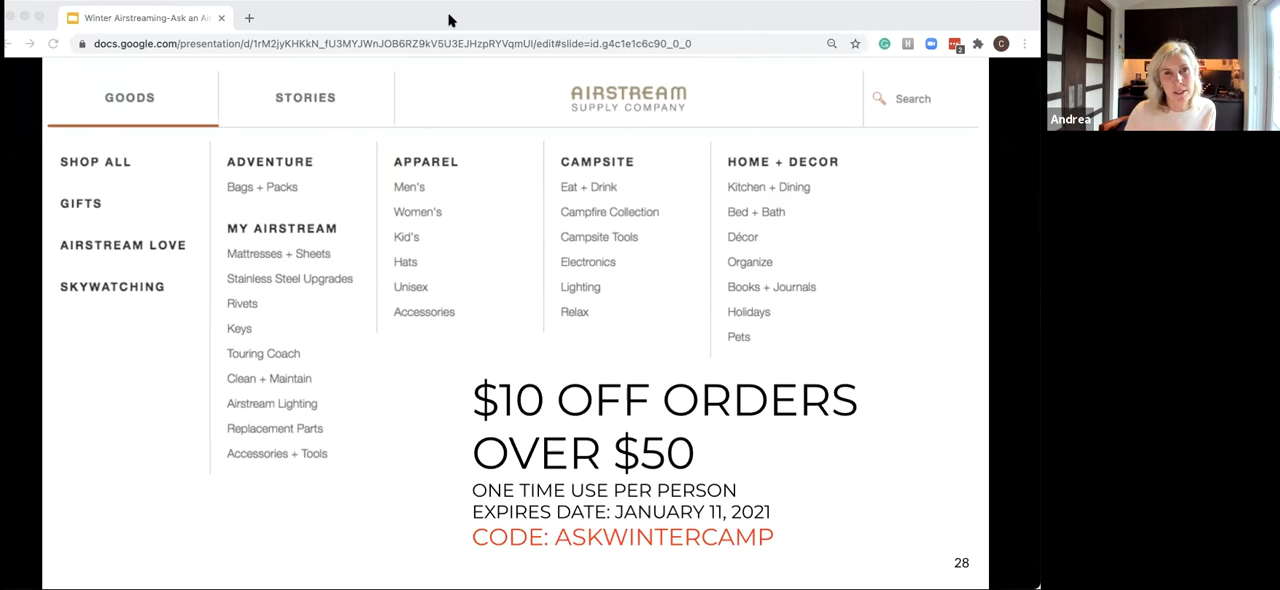 Winter Airstreaming-Ask an Ai
docs.google.com/presentation/d/1rM2jyKHKkN_fU3MYJWnJOB6RZ9kV5U3EJHzpRYVqmUI/edit#slide=id.g4c1e1c6c90_0_0
2
C
GOODS
STORIES
AIRSTREAM
SUPPLY COMPANY
Search
SHOP ALL
GIFTS
AIRSTREAM LOVE
SKYWATCHING
ADVENTURE
Bags + Packs
MY AIRSTREAM
Mattresses + Sheets
Stainless Steel Upgrades
Rivets
Keys
Touring Coach
Clean + Maintain
Airstream Lighting
Replacement Parts
Accessories + Tools
APPAREL
Men's
Women's
Kid's
Hats
Unisex
Accessories
CAMPSITE
Eat + Drink
Campfire Collection
Campsite Tools
Electronics
Lighting
Relax
HOME + DECOR
Kitchen + Dining
Bed + Bath
Décor
Organize
Books + Journals
Holidays
Pets
$10 OFF ORDERS
OVER $50
ONE TIME USE PER PERSON
EXPIRES DATE: JANUARY 11, 2021
CODE: ASKWINTERCAMP
28
Andrea